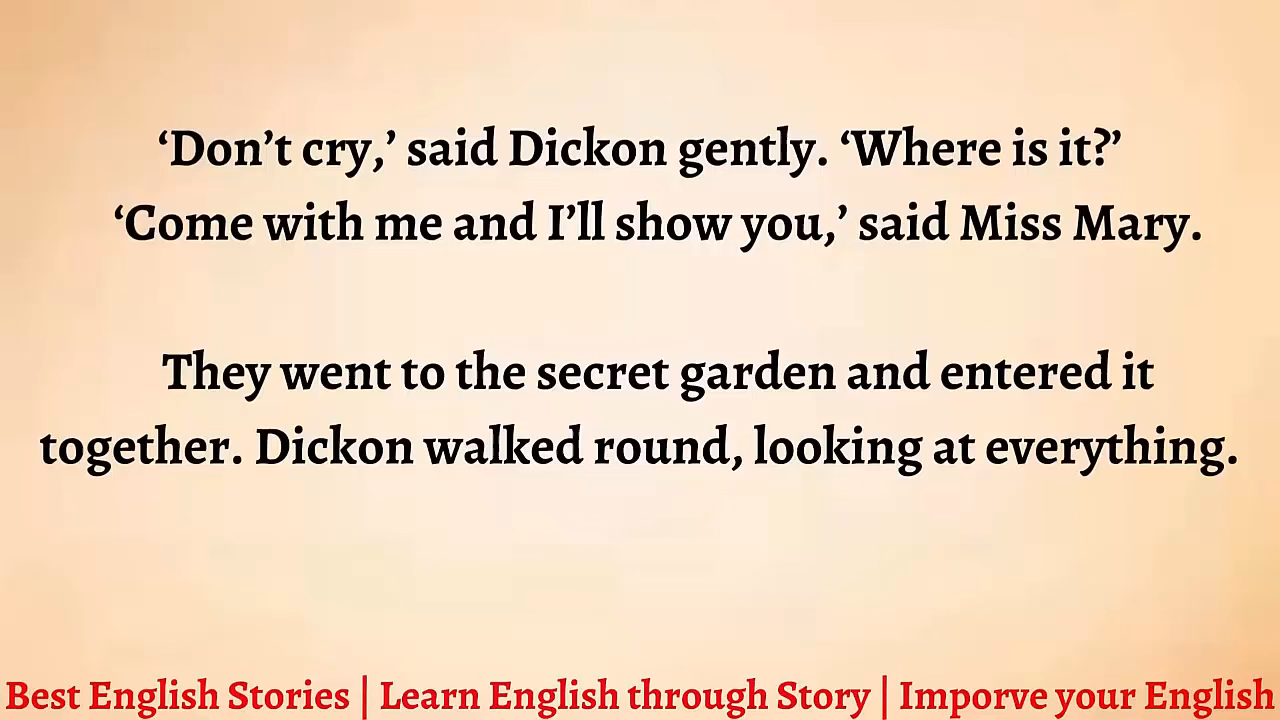 ‘Don’t cry,’ said Dickon gently. ‘Where is it?’
‘Come with me and I’ll show you,’ said Miss Mary.
They went to the secret garden and entered it
together. Dickon walked round, looking at everything.
Best English Stories | Learn English through Story | Imporve your English